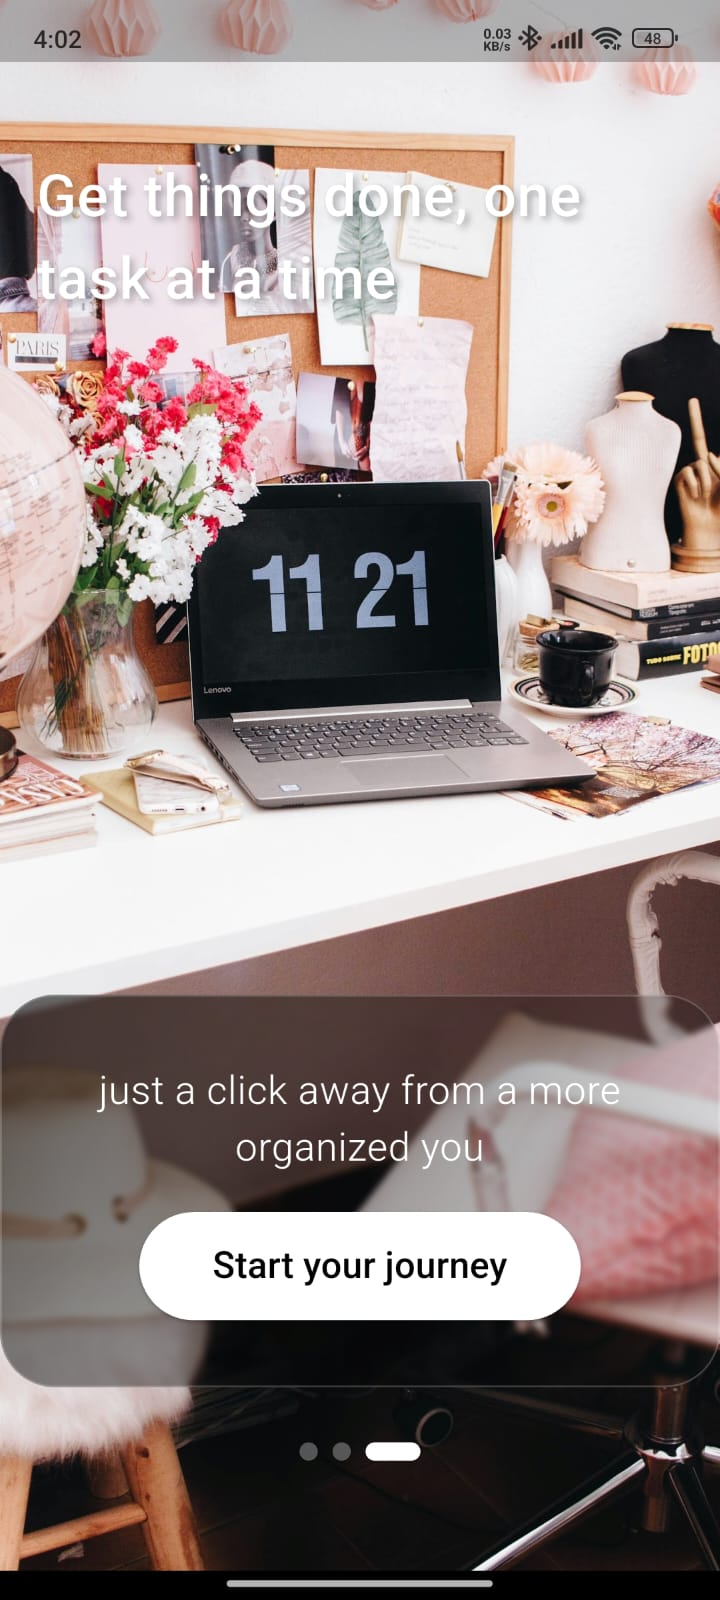 4:02
0.03
KB/s
48
Get things done, one
task at a time
PARIS
11 21
Lenovo
FOTO
just a click away from a more
organized you
Start your journey